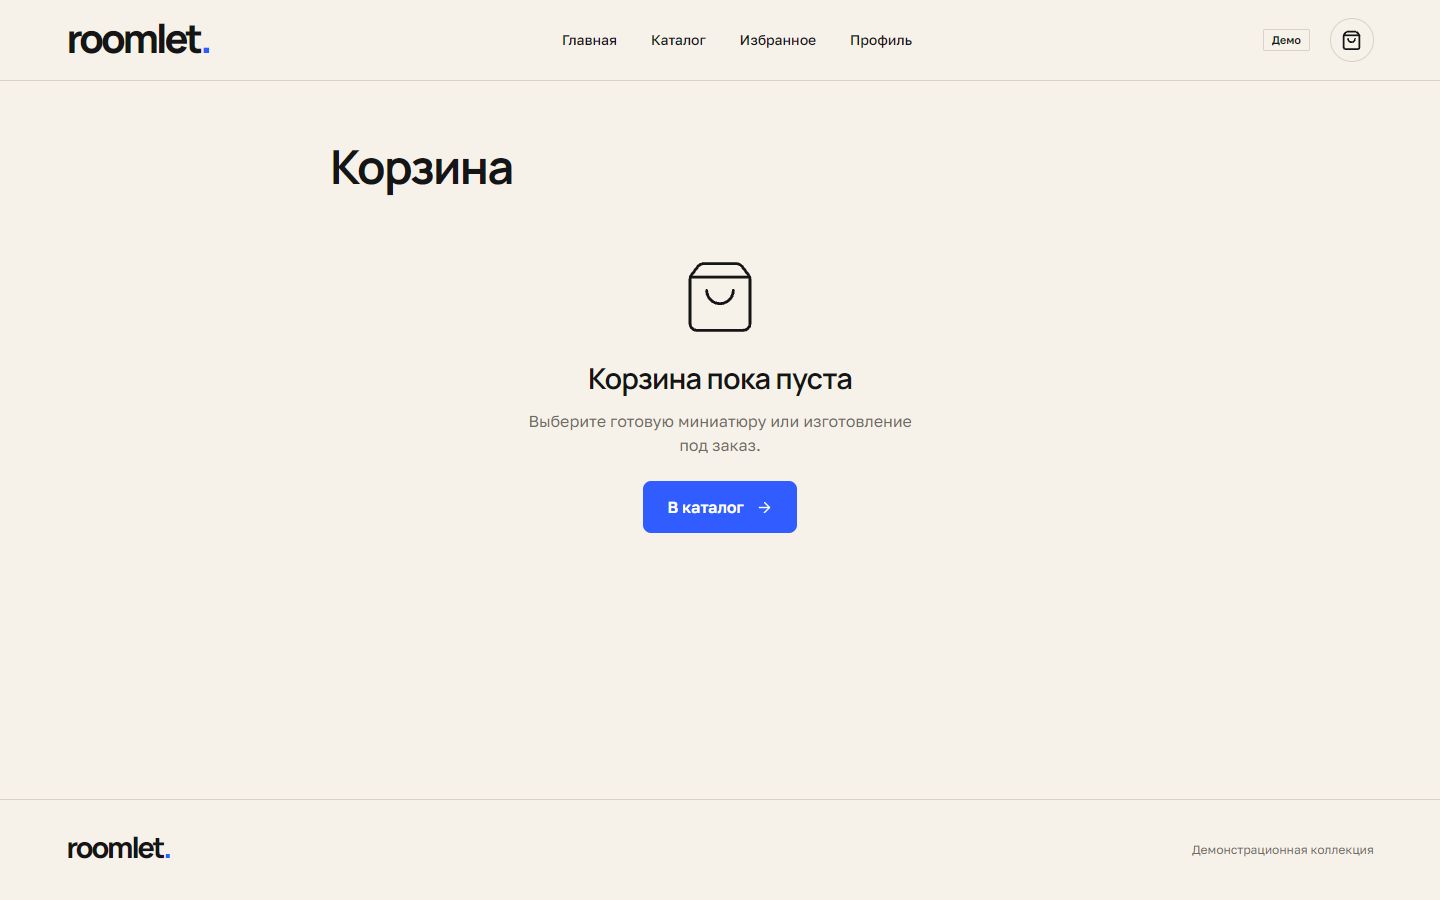 roomlet.
Главная Каталог Избранное Профиль Демо
Корзина
Корзина пока пуста
Выберите готовую миниатюру или изготовление
под заказ.
В каталог →
roomlet.
Демонстрационная коллекция